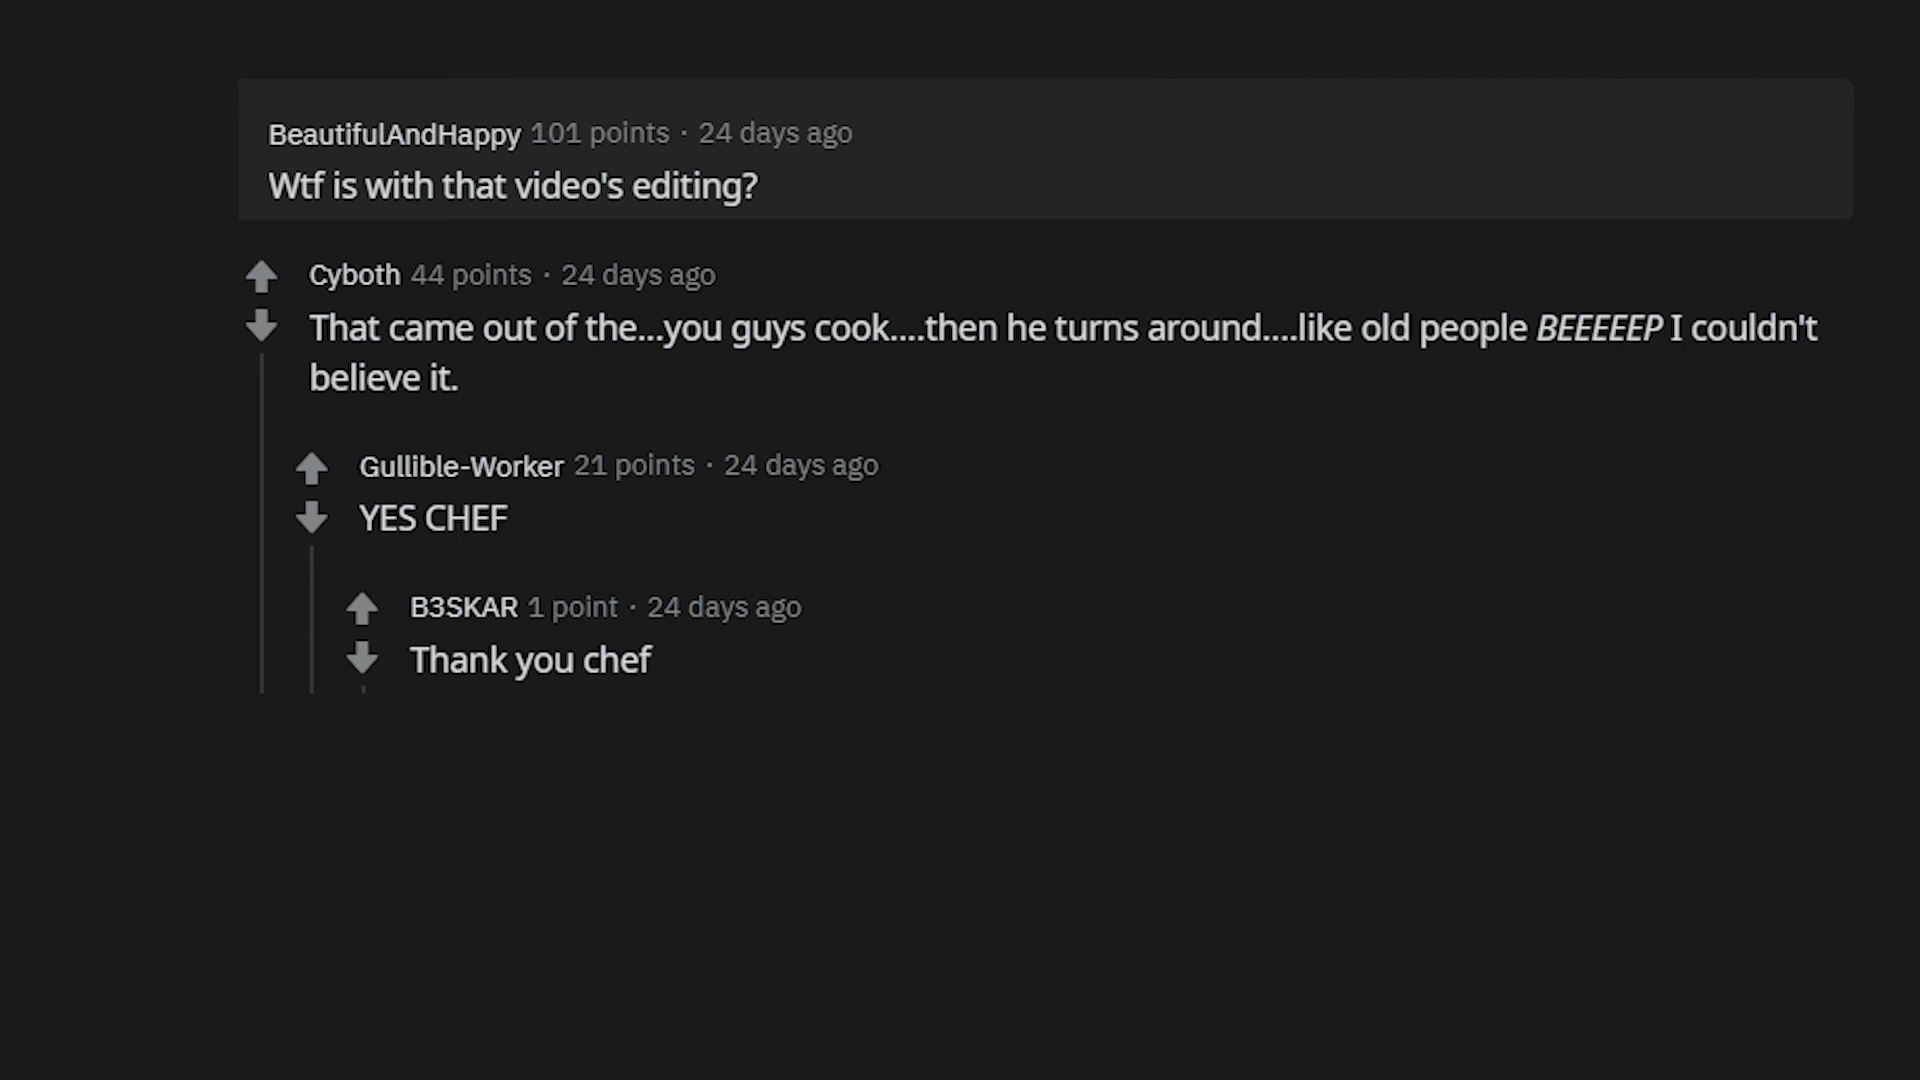 BeautifulAndHappy 101 points · 24 days ago
Wtf is with that video's editing?
Cyboth 44 points · 24 days ago
That came out of the...you guys cook....then he turns around....like old people BEEEEEP I couldn't
believe it.
Gullible-Worker 21 points · 24 days ago
YES CHEF
B3SKAR 1 point · 24 days ago
Thank you chef